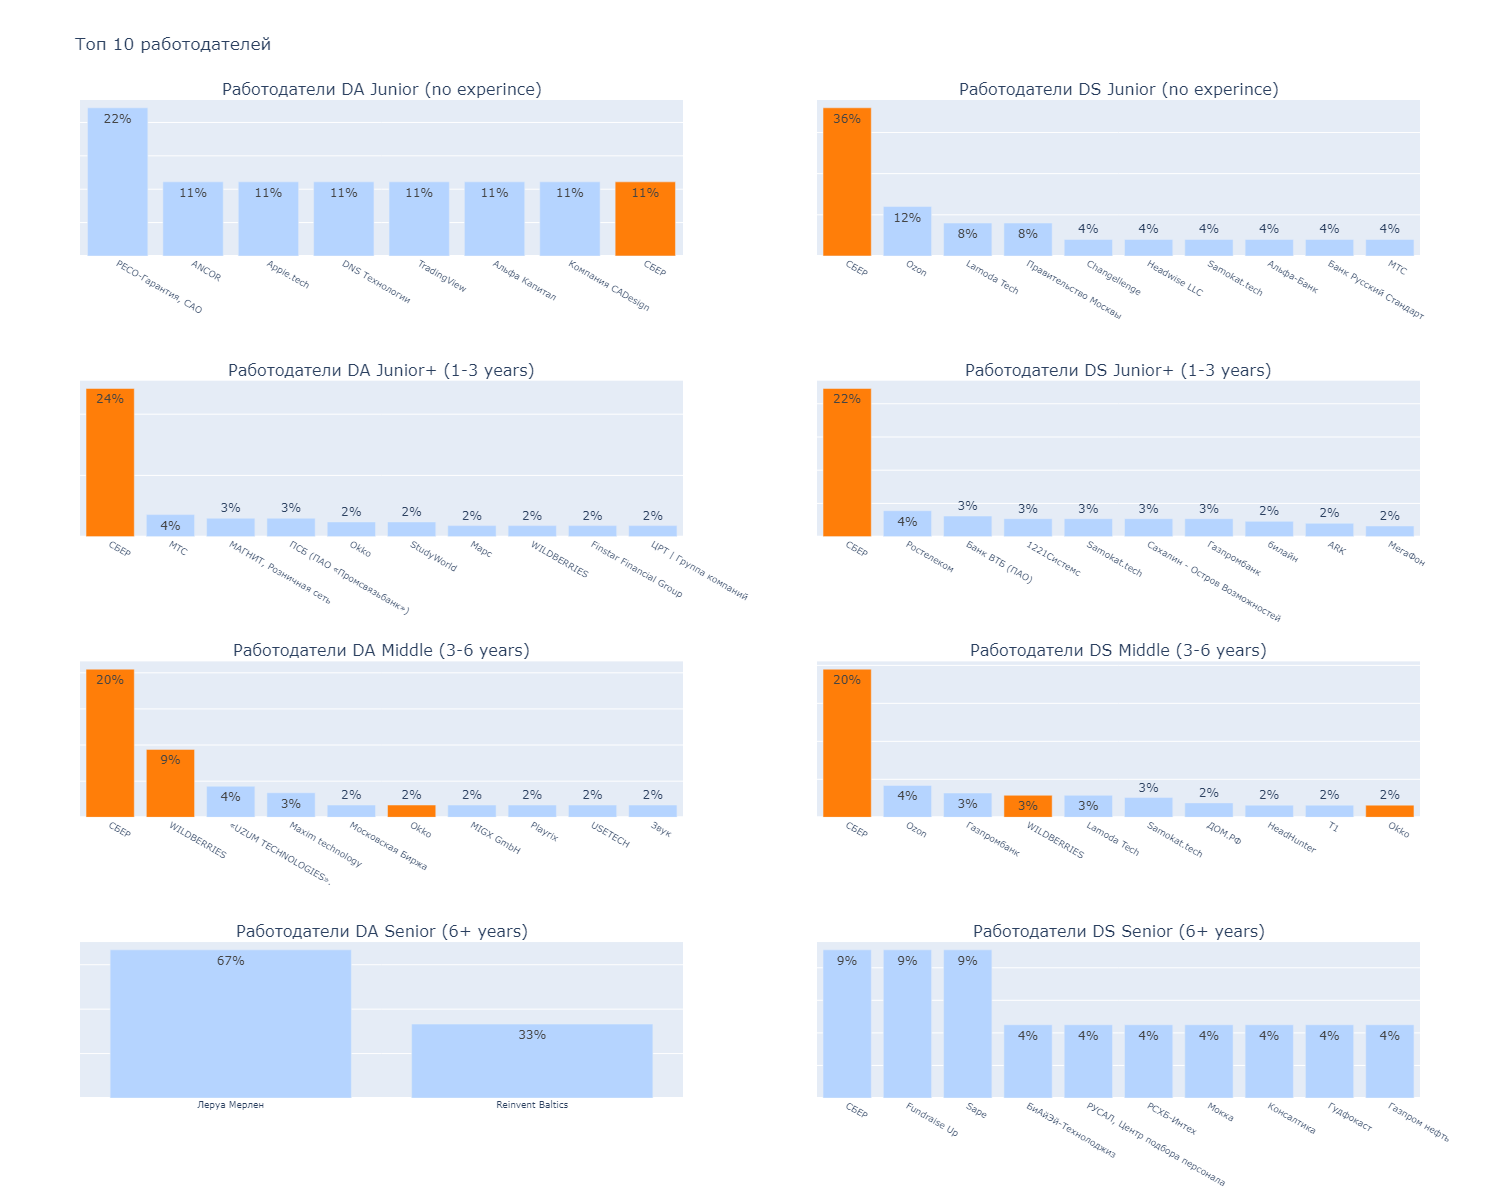 Топ 10 работодателей
Работодатели DA Junior (no experince)
22%
11%
11%
11%
11%
11%
11%
11%
РЕСО-Гарантия, САО
ANCOR
Appie.tech
DNS Технологии
TradingView
Альфа Капитал
Компания CADesign
СБЕР
Работодатели DS Junior (no experince)
36%
12%
8%
8%
4%
4%
4%
4%
4%
4%
СБЕР
Ozon
Lamoda Tech
Правительство Москвы
Changellenge
Headwise LLC
Samokat.tech
Альфа-Банк
Банк Русский Стандарт
МТС
Работодатели DA Junior+ (1-3 years)
24%
4%
3%
3%
2%
2%
2%
2%
2%
2%
СБЕР
МТС
МАГНИТ, Розничная сеть
ПСБ (ПАО «Промсвязьбанк»)
Okko
StudyWorld
Марс
WILDBERRIES
Finstar Financial Group
ЦРТ | Группа компаний
Работодатели DS Junior+ (1-3 years)
22%
4%
3%
3%
3%
3%
3%
2%
2%
2%
СБЕР
Ростелеком
Банк ВТБ (ПАО)
1221Системс
Samokat.tech
Сахалин - Остров Возможностей
Газпромбанк
билайн
ARK
МегаФон
Работодатели DA Middle (3-6 years)
20%
9%
4%
3%
2%
2%
2%
2%
2%
2%
СБЕР
WILDBERRIES
«UZUM TECHNOLOGIES».
Maxim technology
Московская Биржа
Okko
MIGX GmbH
Playrix
USETECH
Звук
Работодатели DS Middle (3-6 years)
20%
4%
3%
3%
3%
3%
2%
2%
2%
2%
СБЕР
Ozon
Газпромбанк
WILDBERRIES
Lamoda Tech
Samokat.tech
ДОМ.РФ
HeadHunter
Т1
Okko
Работодатели DA Senior (6+ years)
67%
33%
Леруа Мерлен
Reinvent Baltics
Работодатели DS Senior (6+ years)
9%
9%
9%
4%
4%
4%
4%
4%
4%
4%
СБЕР
Fundraise Up
Sape
БиАйЭй-Технолоджиз
РУСАЛ, Центр подбора персонала
РСХБ-Интех
Мокка
Консалтика
Гудфокаст
Газпром нефть